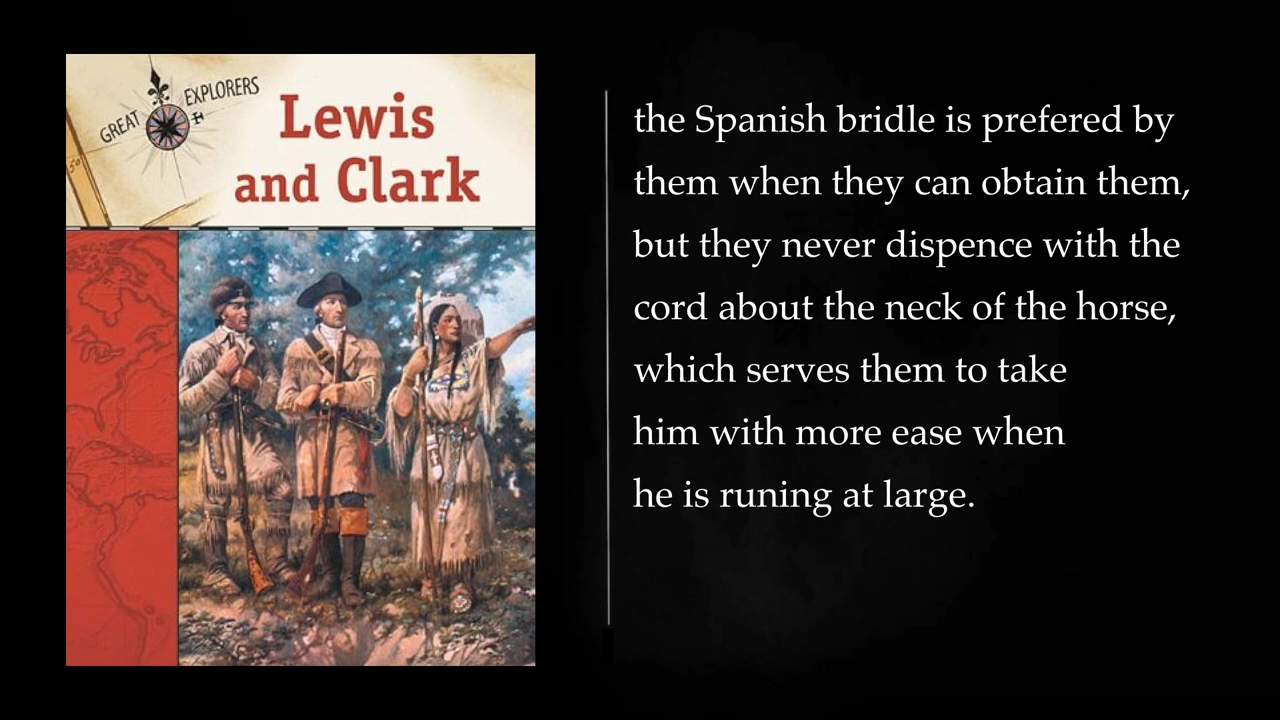 GREAT EXPLORERS
Lewis
and Clark
50
the Spanish bridle is prefered by
them when they can obtain them,
but they never dispence with the
cord about the neck of the horse,
which serves them to take
him with more ease when
he is runing at large.